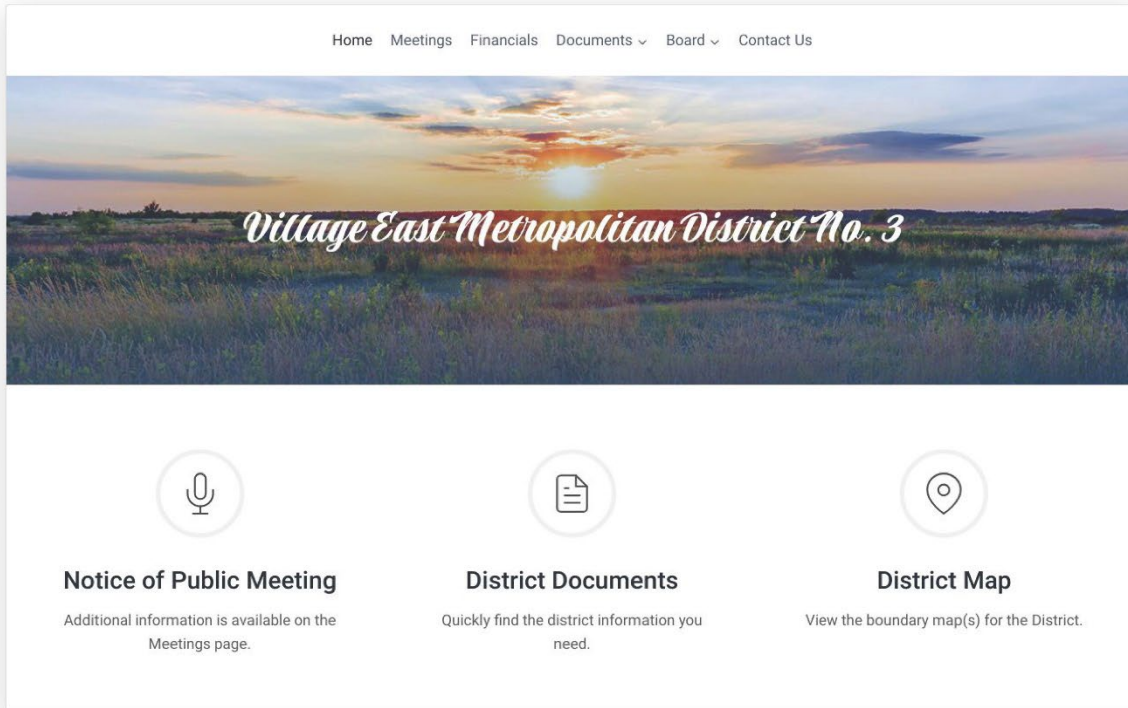 Home Meetings Financials Documents Board Contact Us
Village East Metropolitan District No. 3
Notice of Public Meeting
Additional information is available on the
Meetings page.
District Documents
Quickly find the district information you
need.
District Map
View the boundary map(s) for the District.